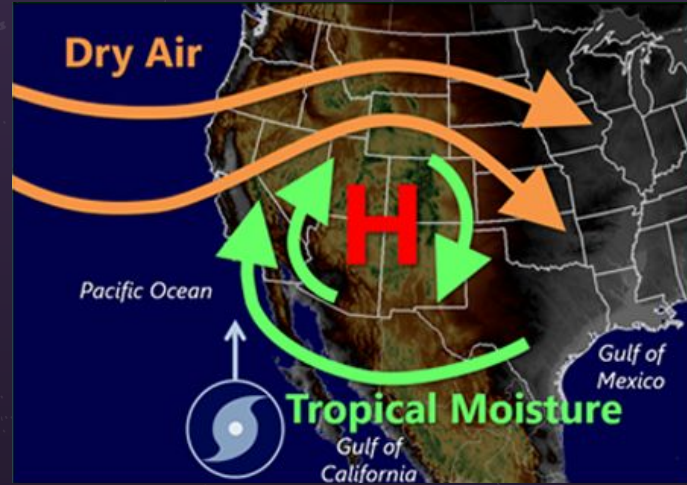 Dry Air
H
Pacific Ocean
Gulf of
Mexico
Tropical Moisture
Gulf of
California